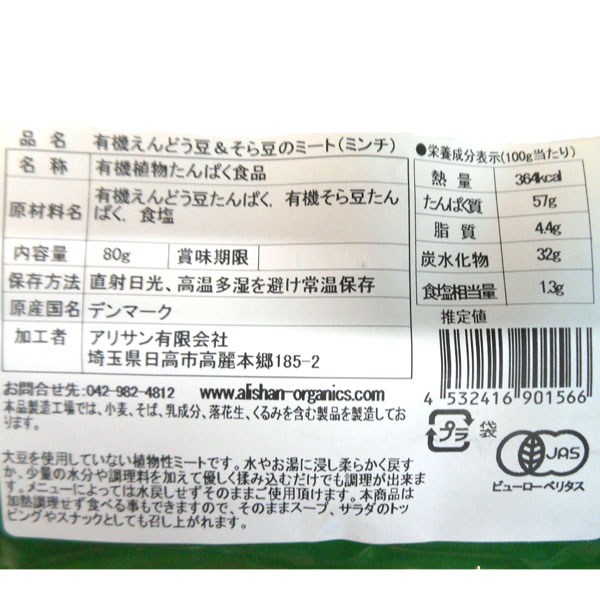 品名 有機えんどう豆＆そら豆のミート(ミンチ)
名称 有機植物たんぱく食品
原材料名 有機えんどう豆たんぱく，有機そら豆たん
ぱく，食塩
内容量 80g 賞味期限
保存方法 直射日光、高温多湿を避け常温保存
原産国名 デンマーク
加工者 アリサン有限会社
埼玉県日高市高麗本郷185-2
お問合せ先：042-982-4812 www.alishan-organics.com
本品製造工場では、小麦、そば、乳成分、落花生、くるみを含む製品を製造してお
ります。
●栄養成分表示(100g当たり)
熱量 364kcal
たんぱく質 57g
脂質 4.4g
炭水化物 32g
食塩相当量 1.3g
推定値
4 532416 901566
プラ 袋
JAS
ビューローベリタス
大豆を使用していない植物性ミートです。水やお湯に浸し柔らかく戻す
か、少量の水分や調理料を加えて優しく揉み込むだけでも調理が出来ま
す。メニューによっては水戻しせずそのままご使用頂けます。本商品は
加熱調理せず食べる事もできますので、そのままスープ、サラダのトッ
ピングやスナックとしても召し上がれます。